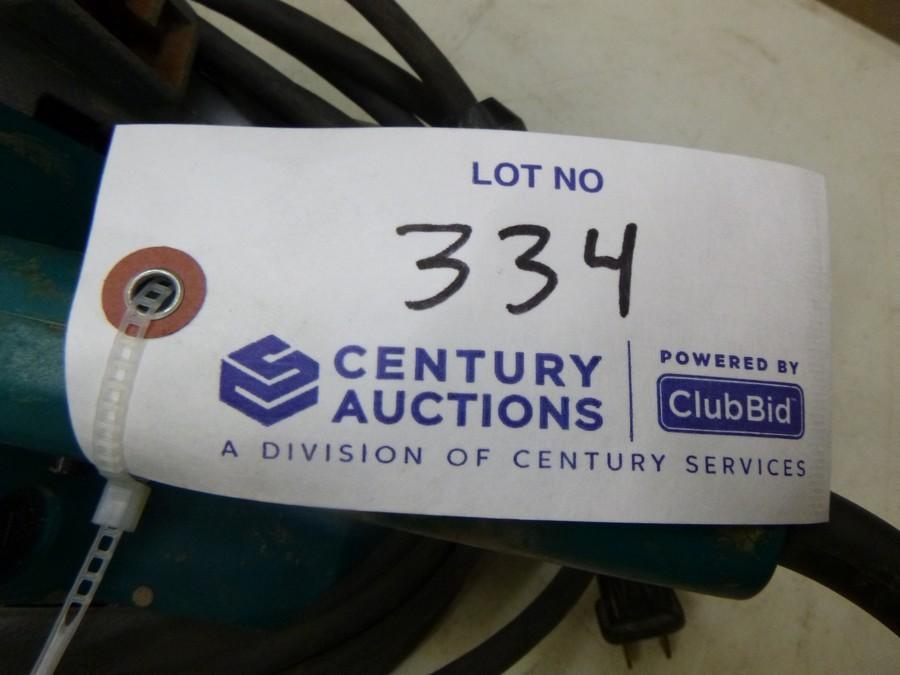 LOT NO
334
CENTURY
AUCTIONS
A DIVISION OF CENTURY SERVICES
POWERED BY
ClubBid